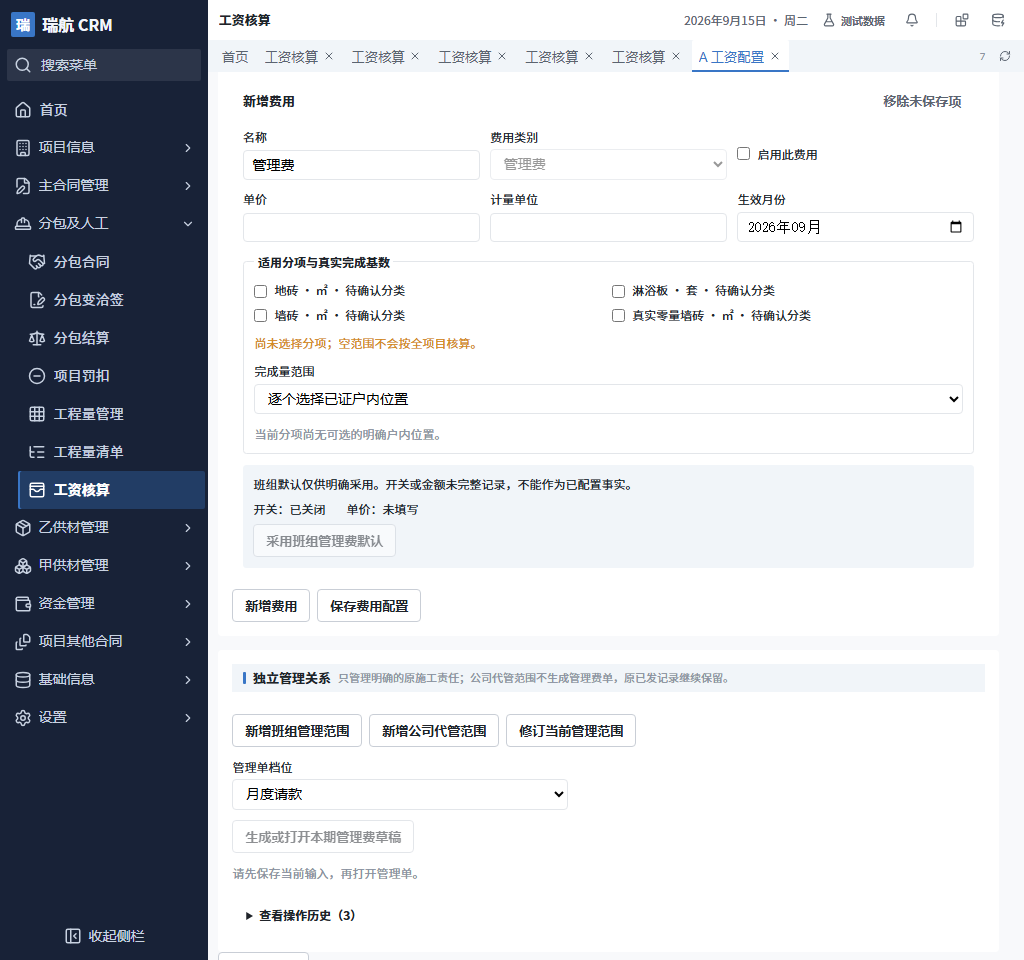 瑞 瑞航 CRM
搜索菜单
首页
项目信息
主合同管理
分包及人工
分包合同
分包变洽签
分包结算
项目罚扣
工程量管理
工程量清单
工资核算
乙供材管理
甲供材管理
资金管理
项目其他合同
基础信息
设置
收起侧栏
工资核算
2026年9月15日 · 周二 测试数据
首页 工资核算 × 工资核算 × 工资核算 × 工资核算 × 工资核算 × A 工资配置 × 7
新增费用 移除未保存项
名称 费用类别
管理费 管理费 启用此费用
单价 计量单位 生效月份
2026年09月
适用分项与真实完成基数
地砖 · ㎡ · 待确认分类 淋浴板 · 套 · 待确认分类
墙砖 · ㎡ · 待确认分类 真实零量墙砖 · ㎡ · 待确认分类
尚未选择分项；空范围不会按全项目核算。
完成量范围
逐个选择已证户内位置
当前分项尚无可选的明确户内位置。
班组默认仅供明确采用。开关或金额未完整记录，不能作为已配置事实。
开关：已关闭 单价：未填写
采用班组管理费默认
新增费用 保存费用配置
独立管理关系 只管理明确的原施工责任；公司代管范围不生成管理费单，原已发记录继续保留。
新增班组管理范围 新增公司代管范围 修订当前管理范围
管理单档位
月度请款
生成或打开本期管理费草稿
请先保存当前输入，再打开管理单。
查看操作历史（3）